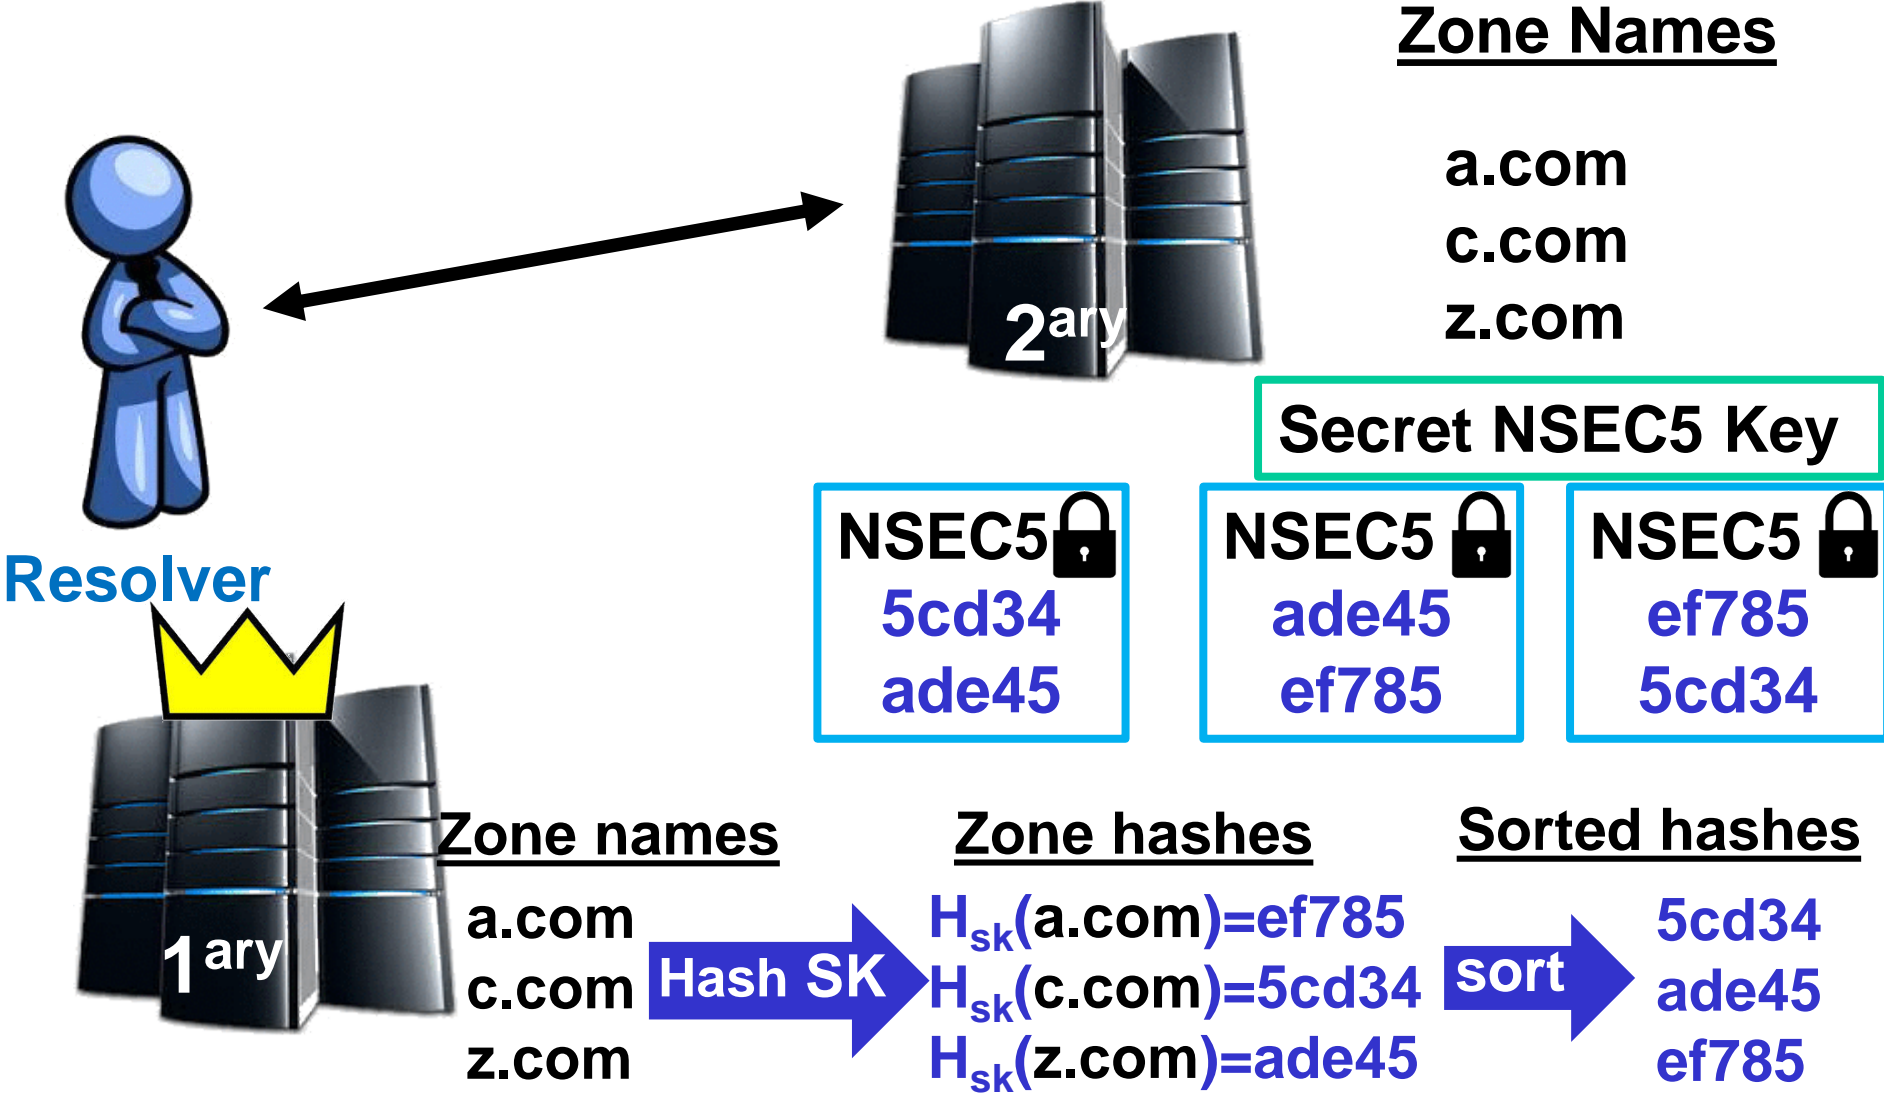 Zone Names
a.com
c.com
z.com
2ary
Secret NSEC5 Key
NSEC5
5cd34
ade45
NSEC5
ade45
ef785
NSEC5
ef785
5cd34
Resolver
1ary
Zone names
a.com
c.com
z.com
Hash SK
Zone hashes
Hsk(a.com)=ef785
Hsk(c.com)=5cd34
Hsk(z.com)=ade45
sort
Sorted hashes
5cd34
ade45
ef785